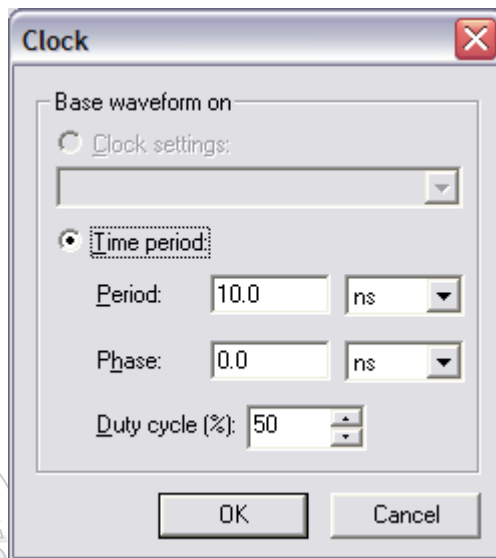 Clock
Base waveform on
Clock settings:
Time period:
Period: 10.0 ns
Phase: 0.0 ns
Duty cycle (%): 50
OK Cancel